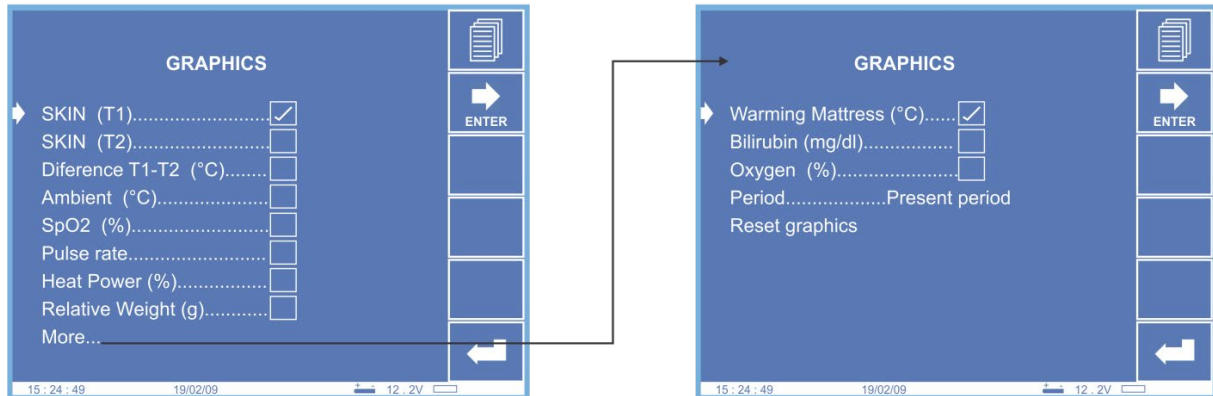 GRAPHICS
SKIN (T1)..........................
SKIN (T2)
Diference T1-T2 (°C)........
Ambient (°C)....................
SpO2 (%).........................
Pulse rate..........................
Heat Power (%).................
Relative Weight (g)............
More...
ENTER
15 : 24 : 49 19/02/09 + - 12 . 2V
GRAPHICS
Warming Mattress (°C)......
Bilirubin (mg/dl).................
Oxygen (%).......................
Period...................Present period
Reset graphics
ENTER
15 : 24 : 49 19/02/09 + - 12 . 2V